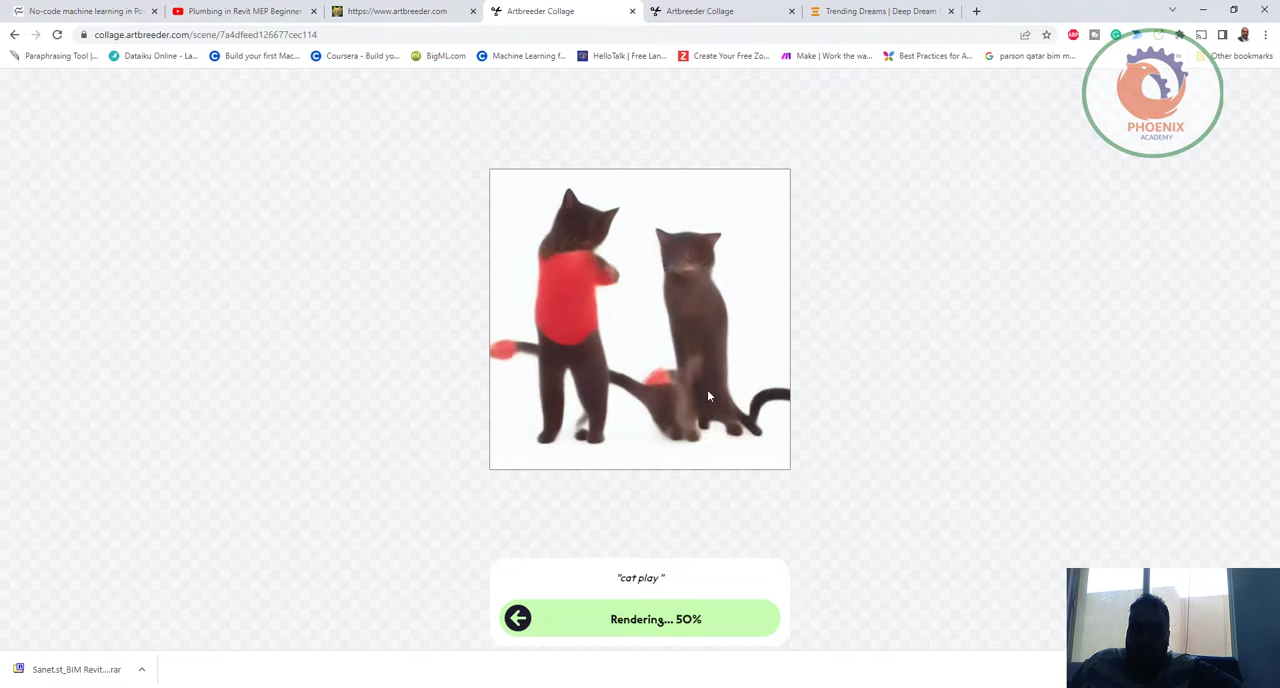 No-code machine learning in Po
Plumbing in Revit MEP Beginner
https://www.artbreeder.com
Artbreeder Collage
Artbreeder Collage
Trending Dreams | Deep Dream
collage.artbreeder.com/scene/7a4dfeed126677cec114
Paraphrasing Tool |...
Dataiku Online - La...
Build your first Mac...
Coursera - Build yo...
BigML.com
Machine Learning f...
HelloTalk | Free Lan...
Create Your Free Zo...
Make | Work the wa...
Best Practices for A...
parson qatar bim m...
Other bookmarks
PHOENIX
ACADEMY
"cat play "
Rendering... 50%
Sanet.st_BIM Revit....rar